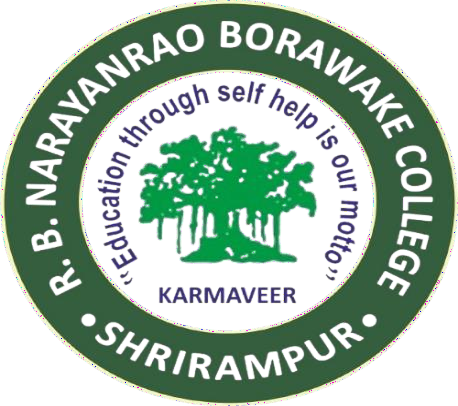 R. B. NARAYANRAO BORAWAKE COLLEGE
"Education through self help is our motto"
KARMAVEER
• SHRIRAMPUR •